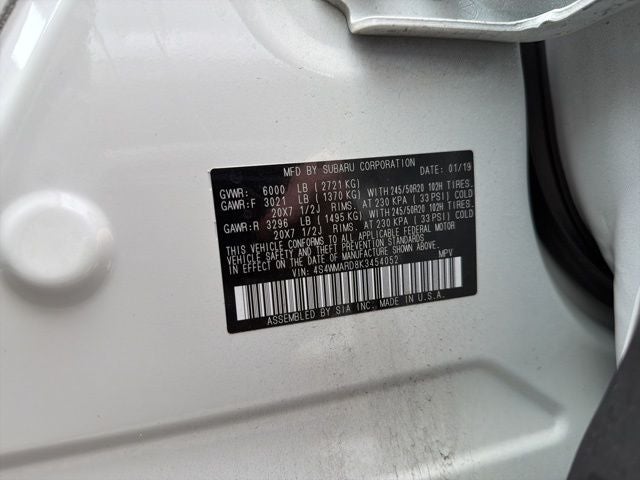 MFD BY SUBARU CORPORATION DATE: 01/19
GVWR: 6000 LB (2721 KG)
GAWR:F 3021 LB (1370 KG) WITH 245/50R20 102H TIRES.
20X7 1/2J RIMS. AT 230 KPA (33 PSI) COLD
GAWR:R 3296 LB (1495 KG) WITH 245/50R20 102H TIRES.
20X7 1/2J RIMS. AT 230 KPA (33 PSI) COLD
THIS VEHICLE CONFORMS TO ALL APPLICABLE FEDERAL MOTOR
VEHICLE SAFETY AND THEFT PREVENTION STANDARDS
IN EFFECT ON THE DATE OF MANUFACTURE SHOWN ABOVE.
VIN: 4S4WMARD8K3454052 MPV
ASSEMBLED BY SIA INC. MADE IN U.S.A.